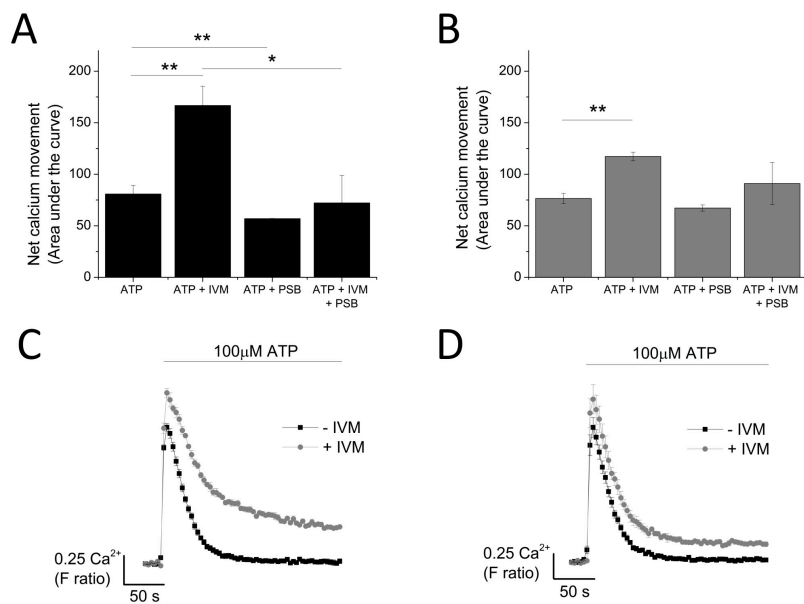 A
Net calcium movement
(Area under the curve)
200
150
100
50
0
**
**
*
ATP
ATP + IVM
ATP + PSB
ATP + IVM
+ PSB
B
Net calcium movement
(Area under the curve)
200
150
100
50
0
**
ATP
ATP + IVM
ATP + PSB
ATP + IVM
+ PSB
C
100µM ATP
- IVM
+ IVM
0.25 Ca²⁺
(F ratio)
50 s
D
100µM ATP
- IVM
+ IVM
0.25 Ca²⁺
(F ratio)
50 s